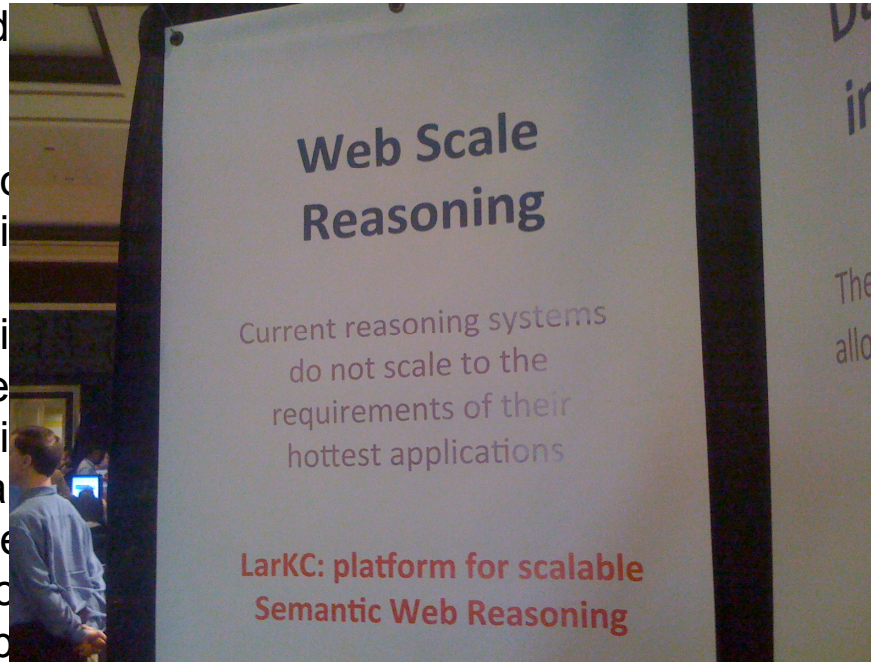 Web Scale
Reasoning
Current reasoning systems
do not scale to the
requirements of their
hottest applications
LarKC: platform for scalable
Semantic Web Reasoning
The